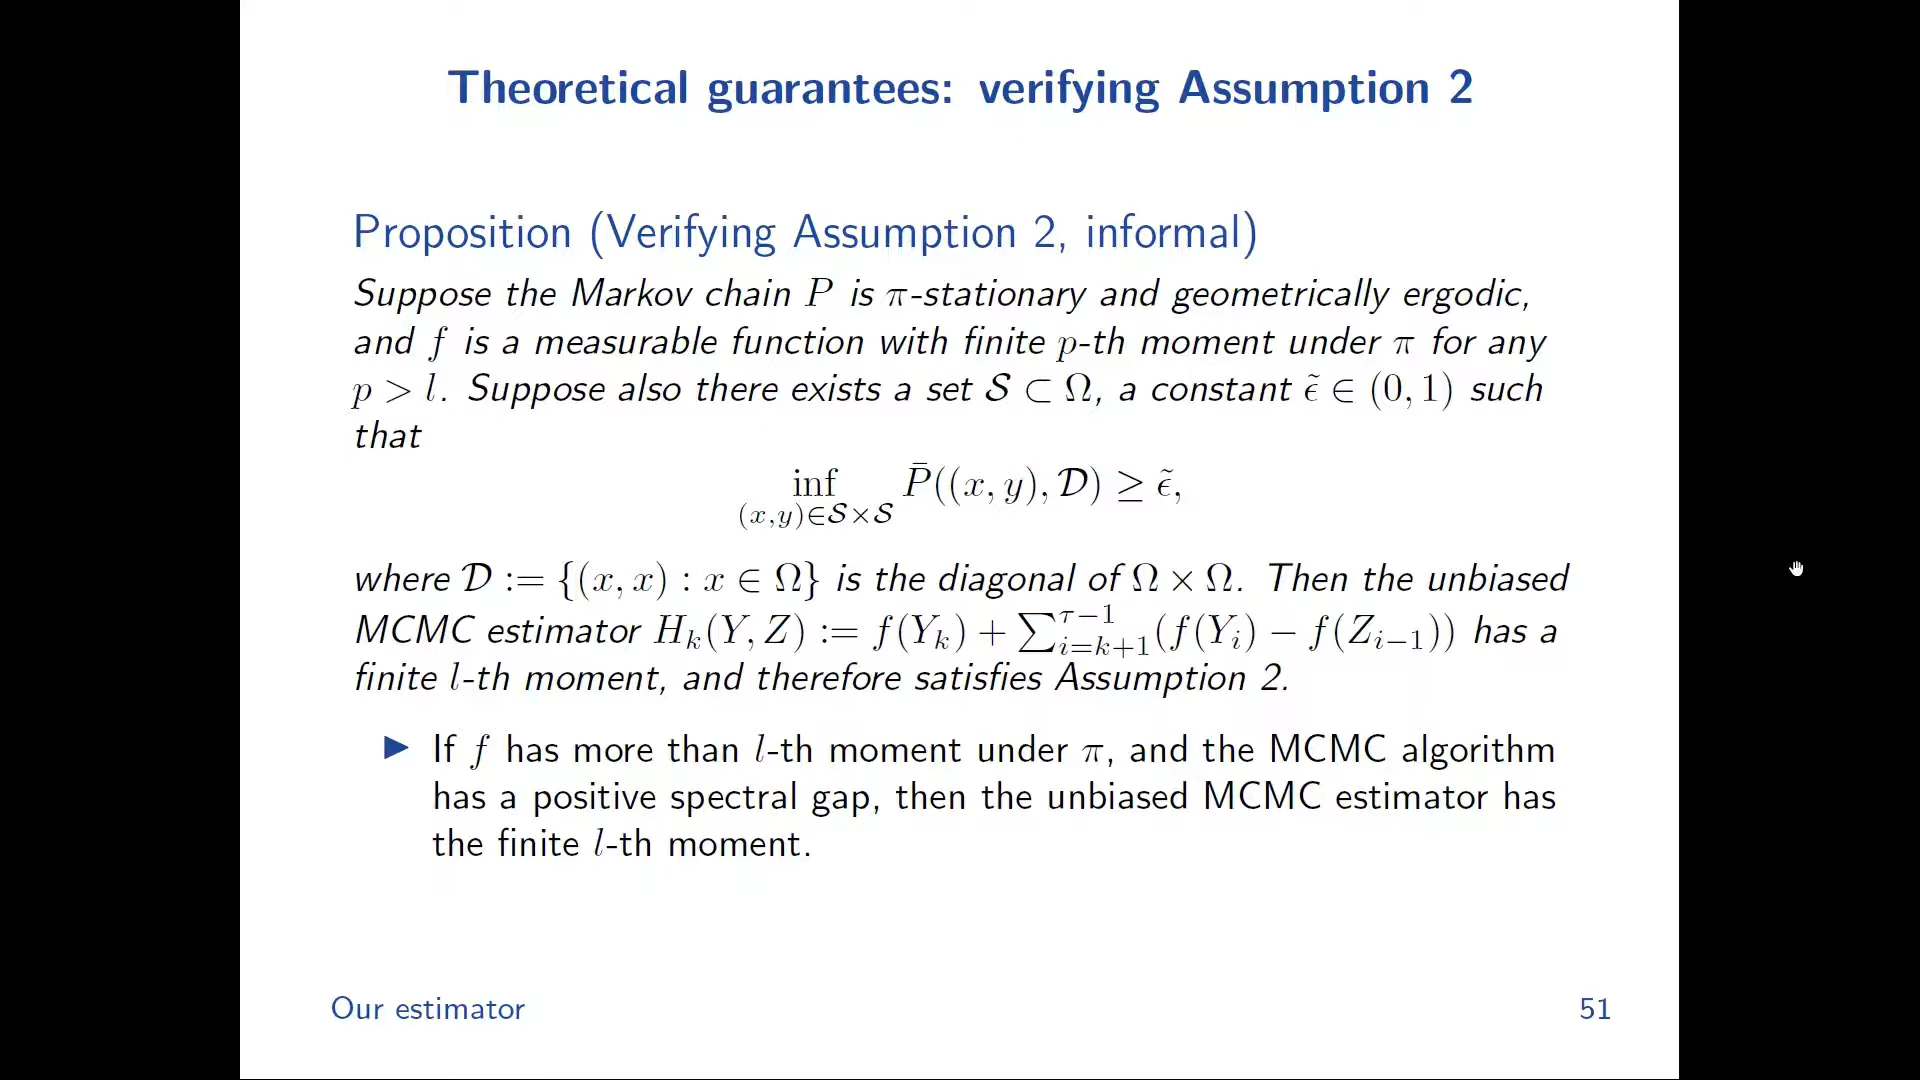 Theoretical guarantees: verifying Assumption 2
Proposition (Verifying Assumption 2, informal)
Suppose the Markov chain P is π-stationary and geometrically ergodic,
and f is a measurable function with finite p-th moment under π for any
p > l. Suppose also there exists a set 𝒮 ⊂ Ω, a constant ϵ̃ ∈ (0, 1) such
that
inf_{(x,y)∈𝒮×𝒮} P̄((x, y), 𝒟) ≥ ϵ̃,
where 𝒟 := {(x, x) : x ∈ Ω} is the diagonal of Ω × Ω. Then the unbiased
MCMC estimator H_k(Y, Z) := f(Y_k) + ∑_{i=k+1}^{τ−1}(f(Y_i) − f(Z_{i−1})) has a
finite l-th moment, and therefore satisfies Assumption 2.
▶ If f has more than l-th moment under π, and the MCMC algorithm
has a positive spectral gap, then the unbiased MCMC estimator has
the finite l-th moment.
Our estimator
51